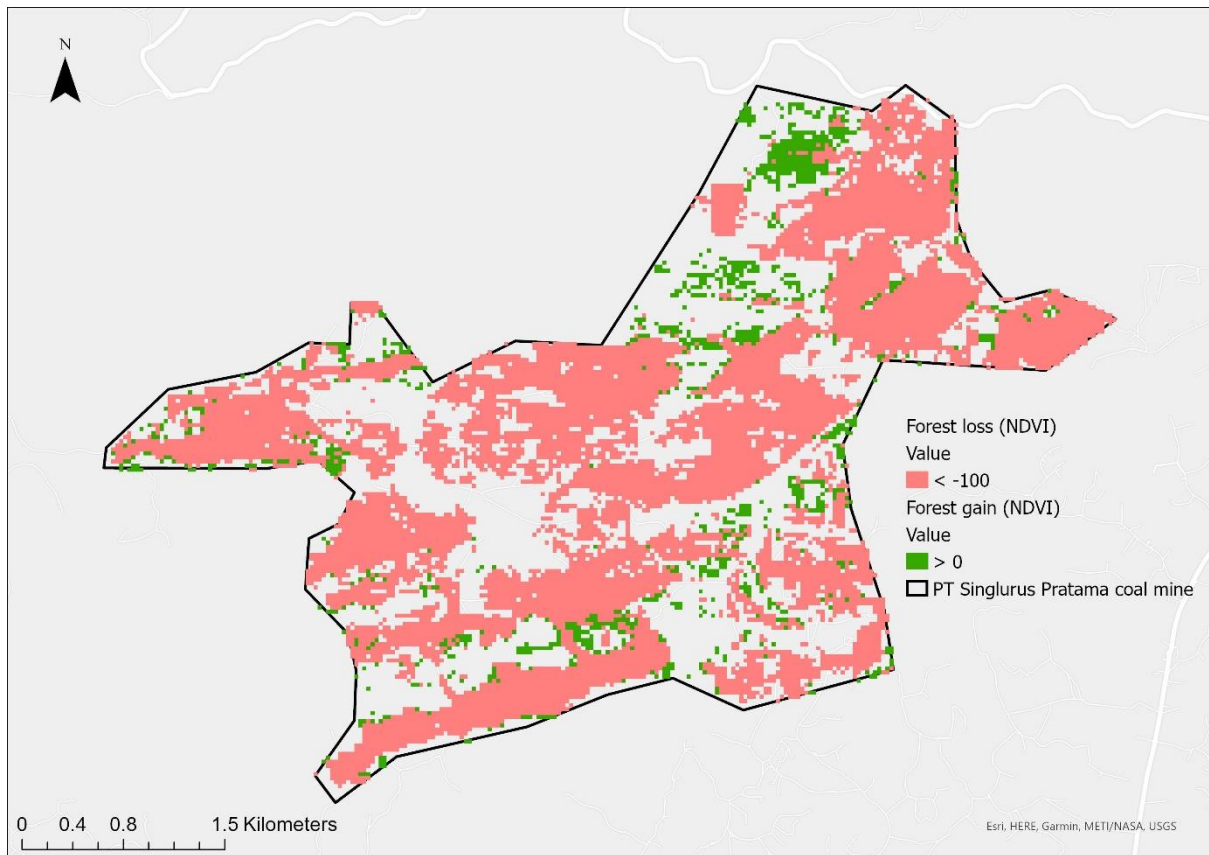 N
Forest loss (NDVI)
Value
< -100
Forest gain (NDVI)
Value
> 0
PT Singlurus Pratama coal mine
0 0.4 0.8 1.5 Kilometers
Esri, HERE, Garmin, METI/NASA, USGS